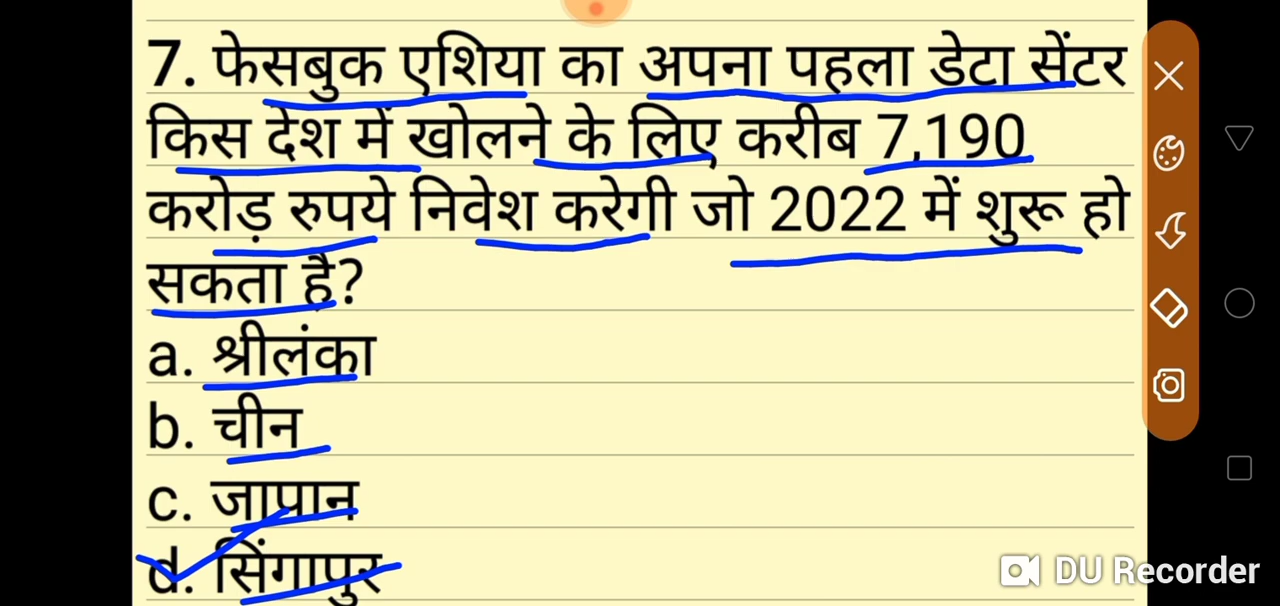 7. फेसबुक एशिया का अपना पहला डेटा सेंटर
किस देश में खोलने के लिए करीब 7,190
करोड़ रुपये निवेश करेगी जो 2022 में शुरू हो
सकता है?
a. श्रीलंका
b. चीन
c. जापान
d. सिंगापुर
DU Recorder